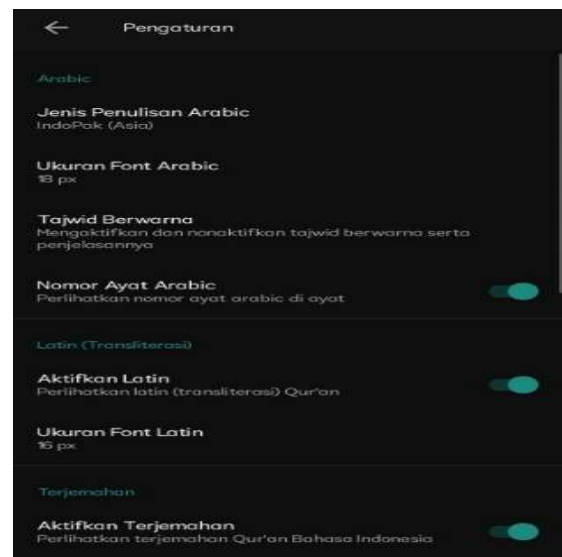 Pengaturan
Arabic
Jenis Penulisan Arabic
IndoPak (Asia)
Ukuran Font Arabic
18 px
Tajwid Berwarna
Mengaktifkan dan nonaktifkan tajwid berwarna serta
penjelasannya
Nomor Ayat Arabic
Perlihatkan nomor ayat arabic di ayat
Latin (Transliterasi)
Aktifkan Latin
Perlihatkan latin (transliterasi) Qur'an
Ukuran Font Latin
16 px
Terjemahan
Aktifkan Terjemahan
Perlihatkan terjemahan Qur'an Bahasa Indonesia